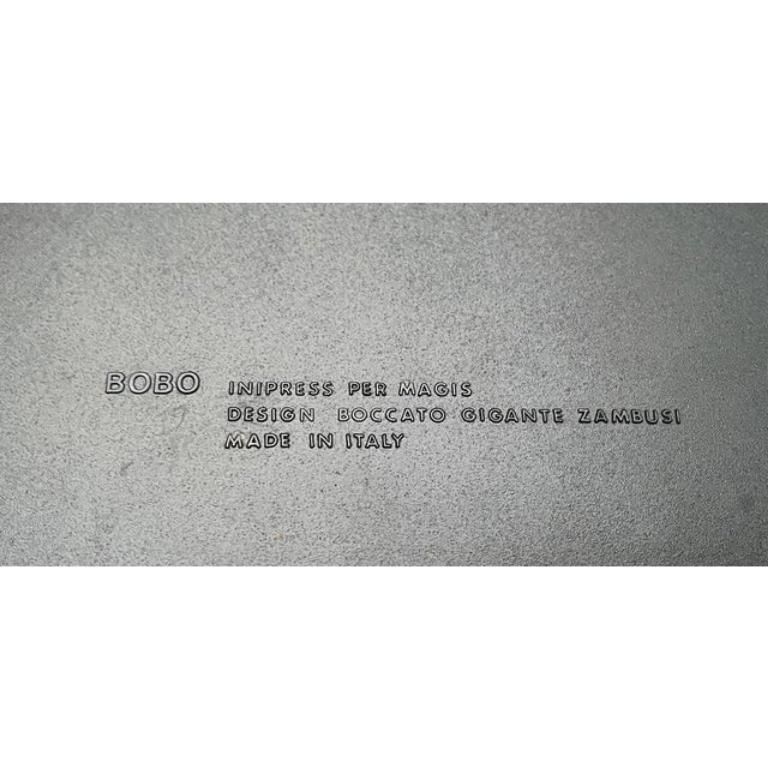 BOBO INIPRESS PER MAGIS
DESIGN BOCCATO GIGANTE ZAMBUSI
MADE IN ITALY